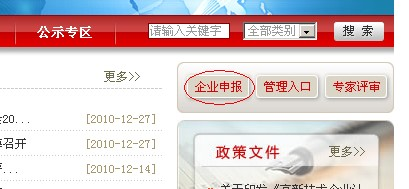 公示专区 请输入关键字 全部类别 搜 索
更多>>
企业申报 管理入口 专家评审
20... [2010-12-27]
召开 [2010-12-27]
... [2010-12-14]
政策文件 更多>>